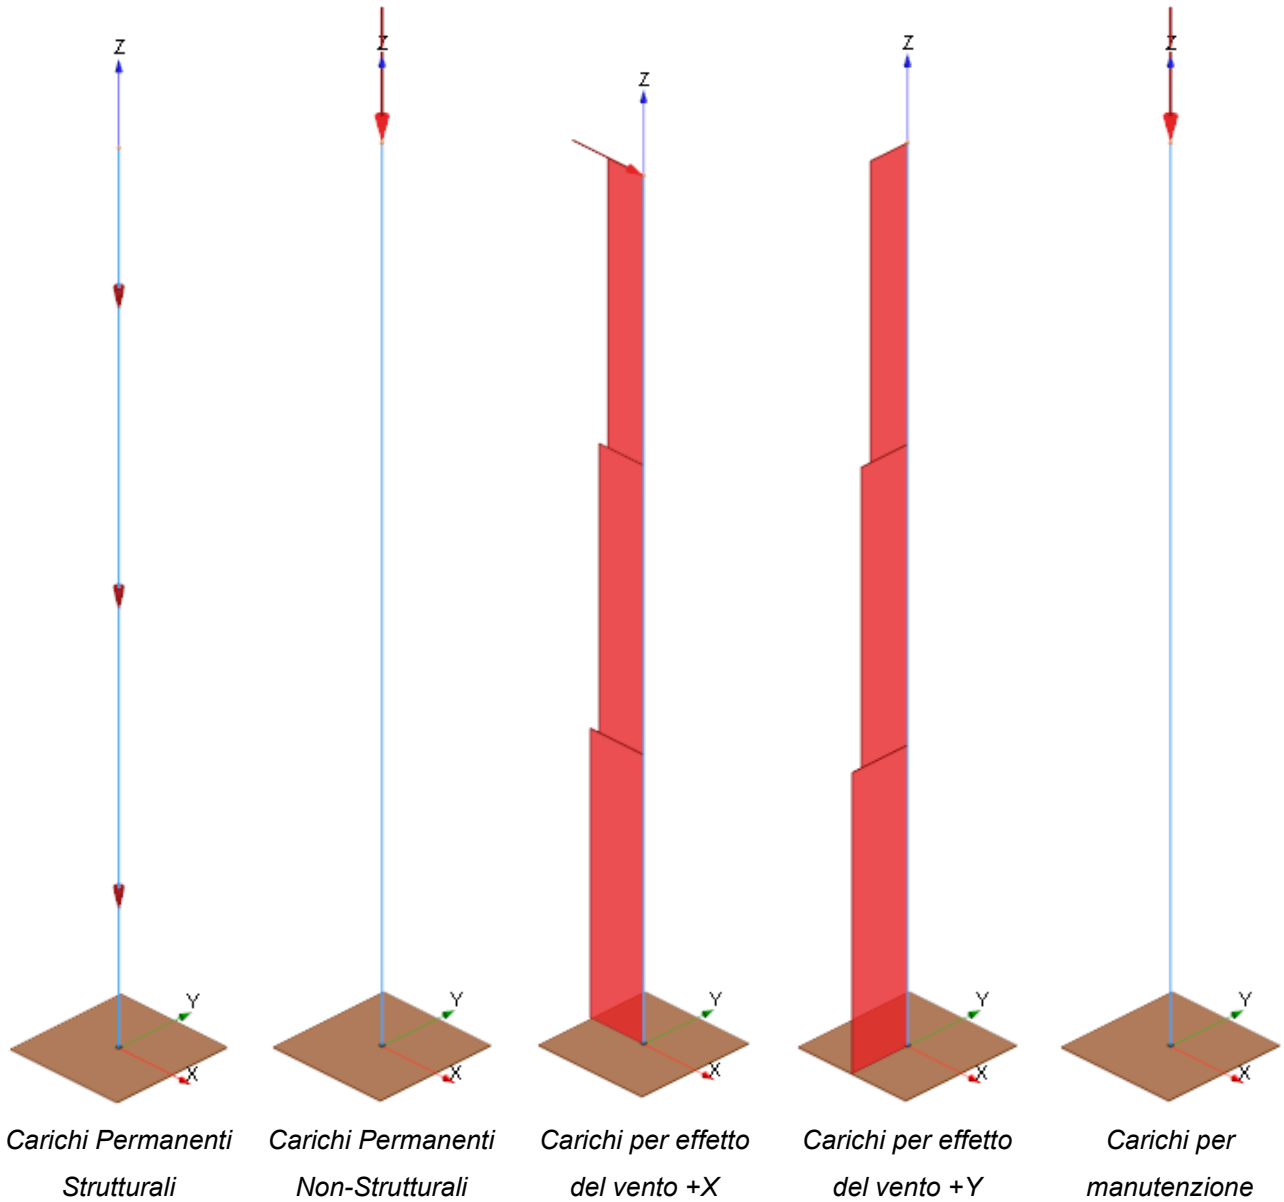 Z
Z
Z
Z
Z
Y
X
Y
X
Y
X
Y
X
Y
X
Carichi Permanenti
Strutturali
Carichi Permanenti
Non-Strutturali
Carichi per effetto
del vento +X
Carichi per effetto
del vento +Y
Carichi per
manutenzione